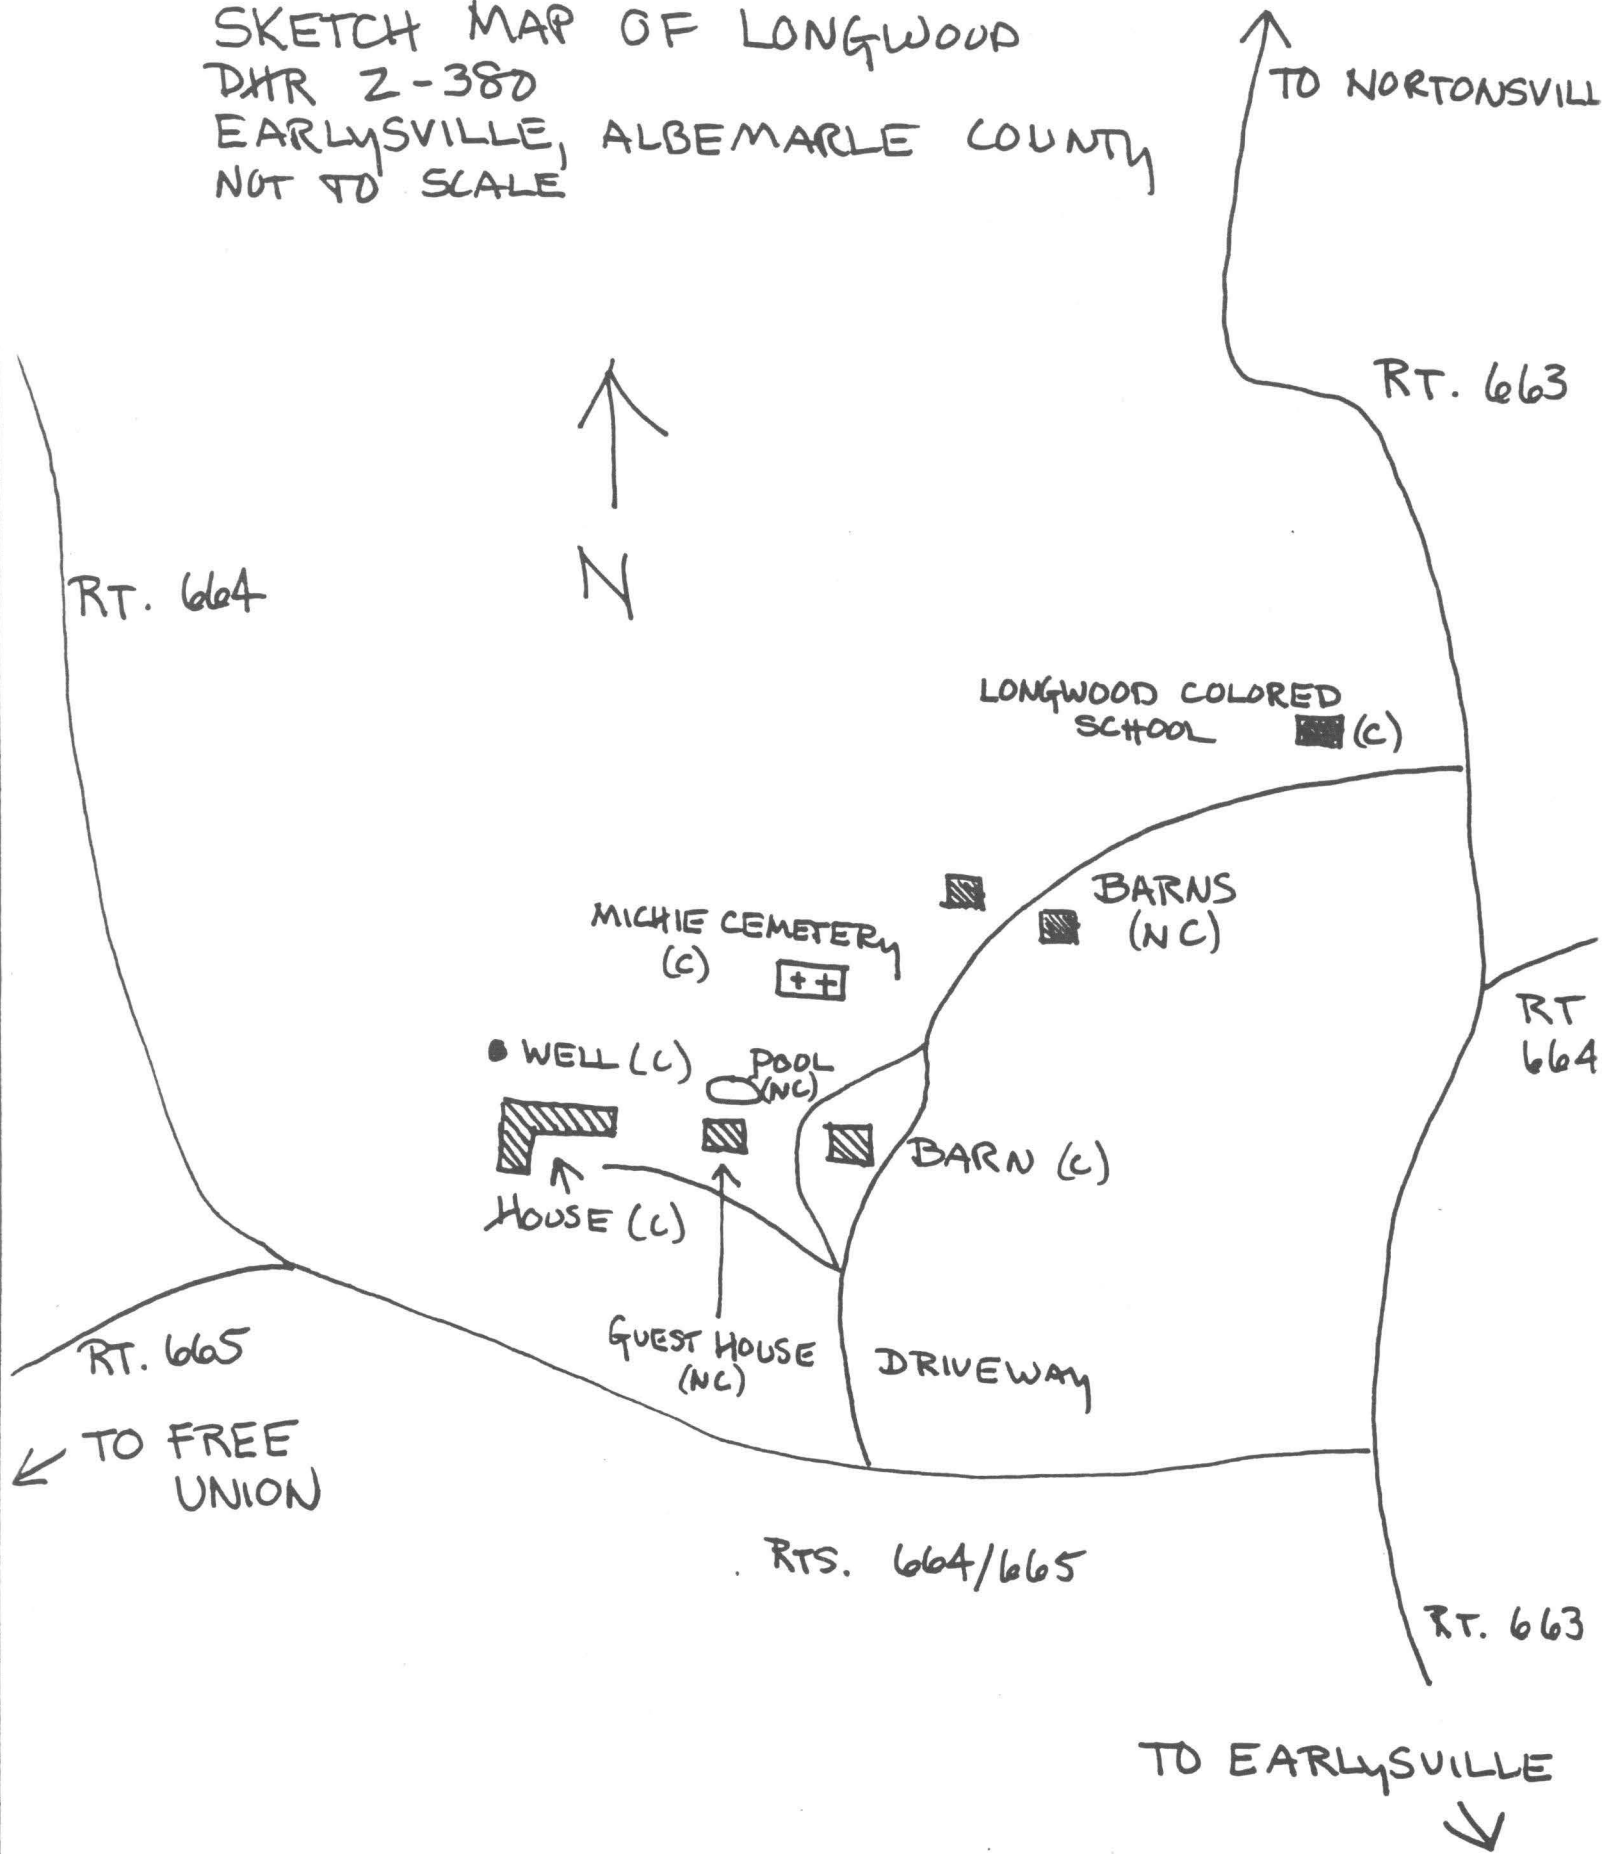 SKETCH MAP OF LONGWOOD
DHR 2-380
EARLYSVILLE, ALBEMARLE COUNTY
NOT TO SCALE
TO NORTONSVILL
RT. 663
N
RT. 664
LONGWOOD COLORED
SCHOOL (C)
BARNS
(NC)
MICHIE CEMETERY
(C)
RT
664
WELL (C)
POOL
(NC)
BARN (C)
HOUSE (C)
GUEST HOUSE
(NC)
DRIVEWAY
RT. 665
TO FREE
UNION
RTS. 664/665
RT. 663
TO EARLYSVILLE